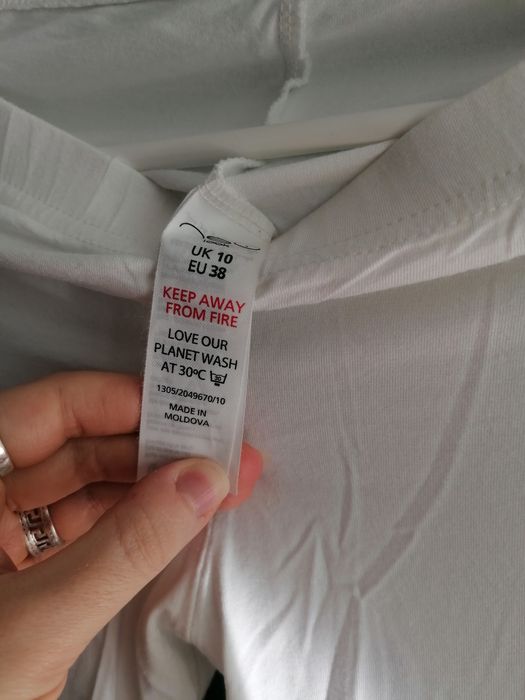 UK 10
EU 38
KEEP AWAY
FROM FIRE
LOVE OUR
PLANET WASH
AT 30°C 30
1305/2049670/10
MADE IN
MOLDOVA